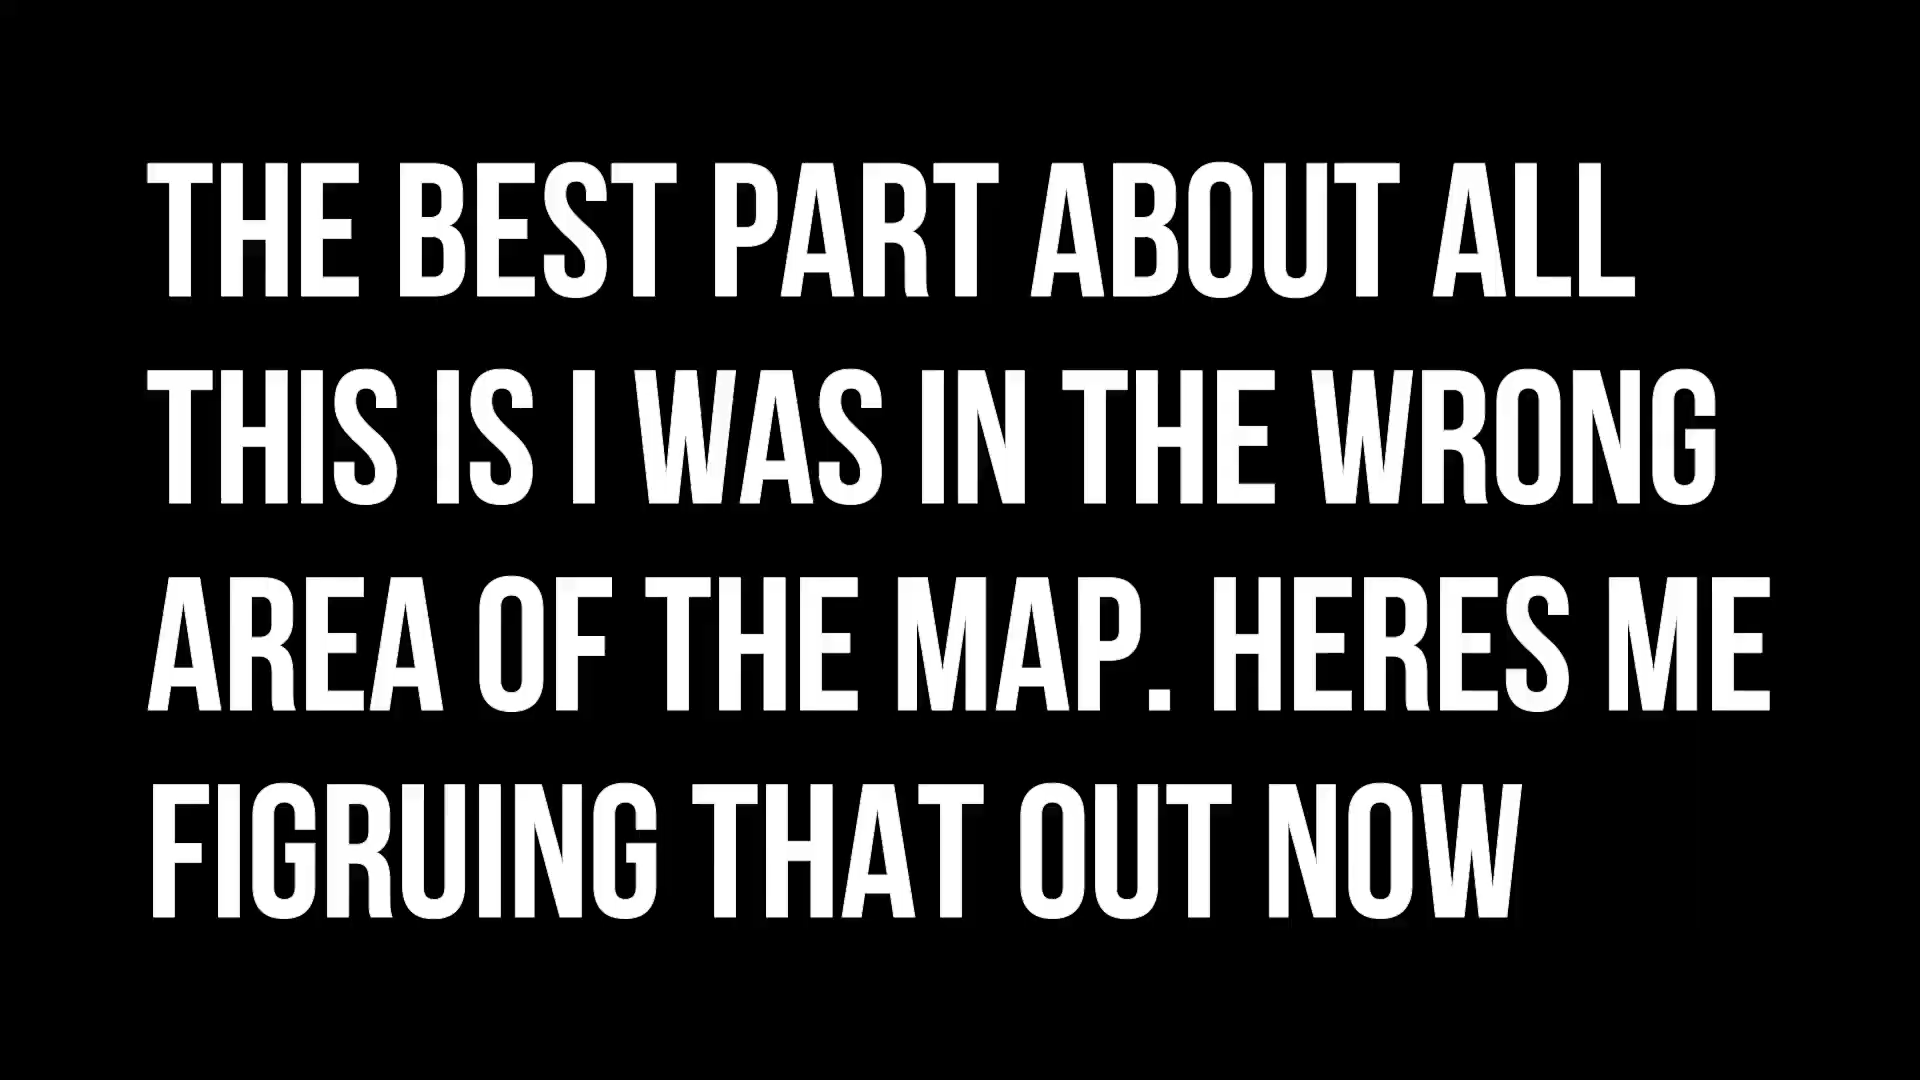 THE BEST PART ABOUT ALL
THIS IS I WAS IN THE WRONG
AREA OF THE MAP. HERES ME
FIGRUING THAT OUT NOW